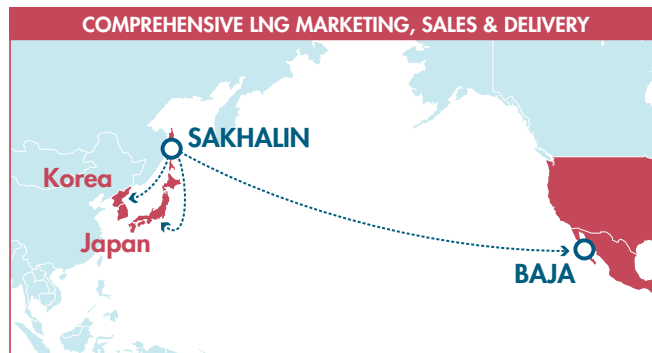 COMPREHENSIVE LNG MARKETING, SALES & DELIVERY
SAKHALIN
Korea
Japan
BAJA